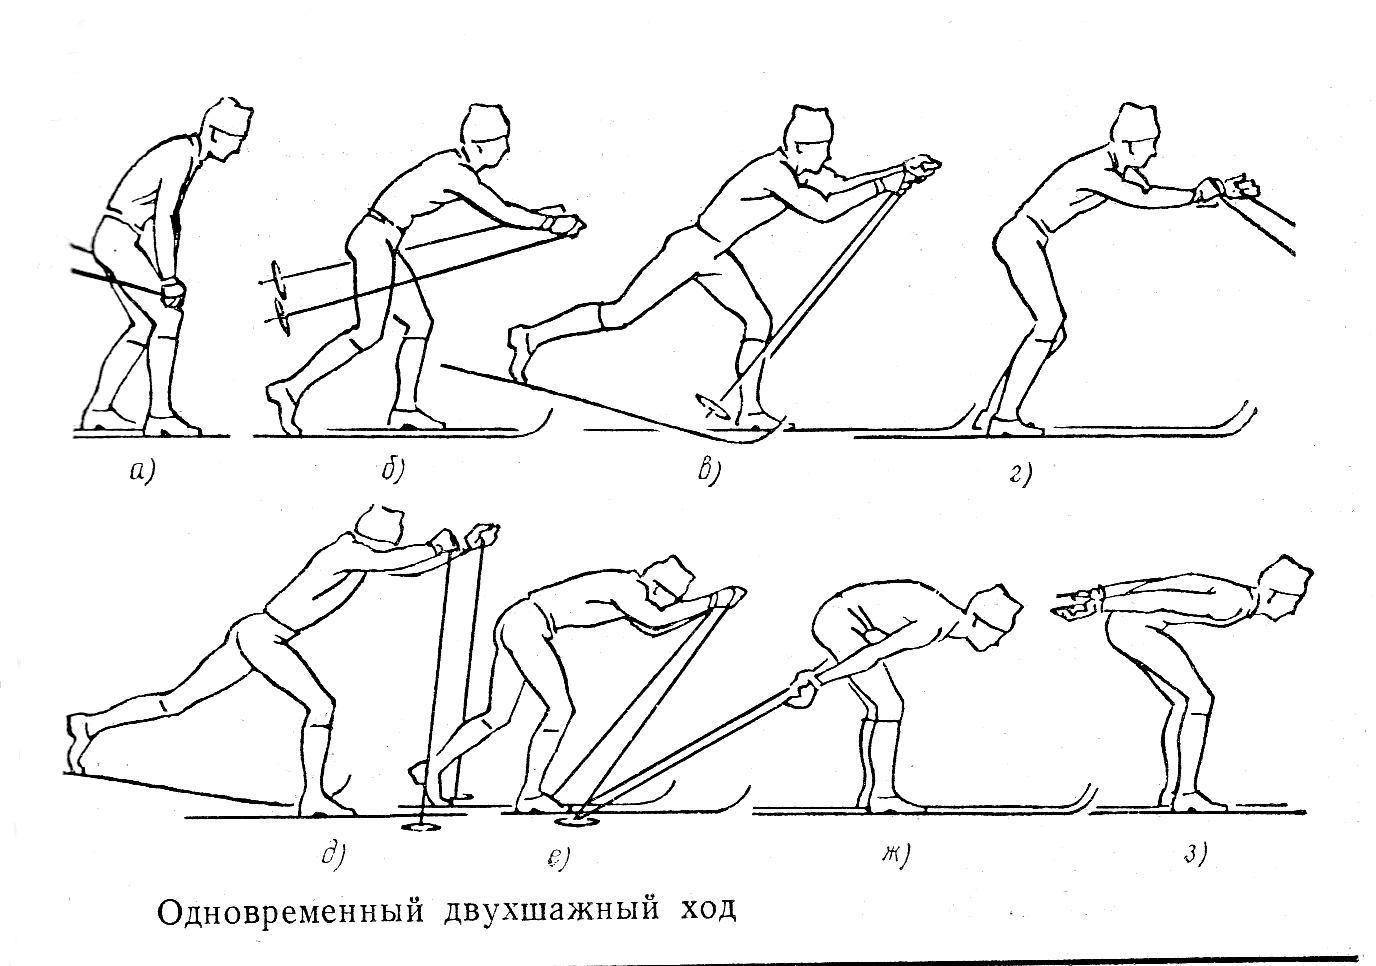 а) б) в) г)
д) е) ж) з)
Одновременный двухшажный ход